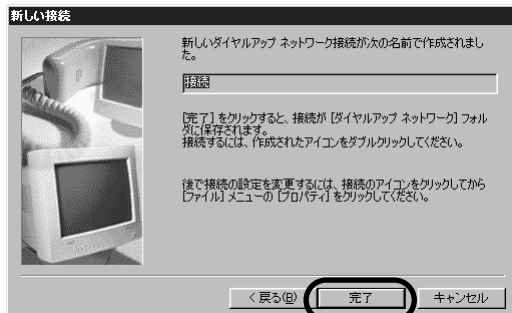 新しい接続
新しいダイヤルアップ ネットワーク接続が次の名前で作成されまし
た。
接続
[完了] をクリックすると、接続が [ダイヤルアップ ネットワーク] フォル
ダに保存されます。
接続するには、作成されたアイコンをダブルクリックしてください。
後で接続の設定を変更するには、接続のアイコンをクリックしてから
[ファイル] メニューの [プロパティ] をクリックしてください。
< 戻る(B)
完了
キャンセル